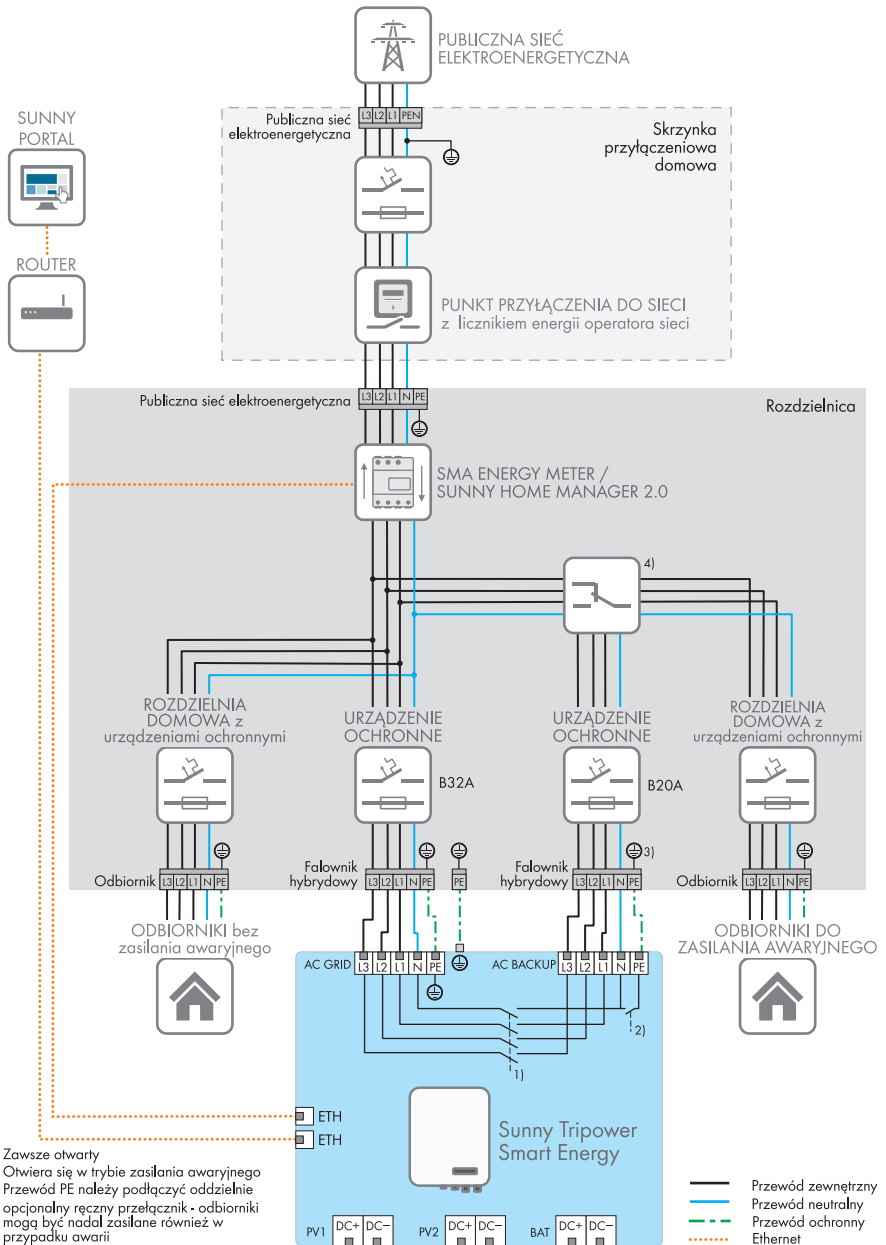 PUBLICZNA SIEĆ
ELEKTROENERGETYCZNA
SUNNY
PORTAL
Publiczna sieć
elektroenergetyczna
L3 L2 L1 PEN
Skrzynka
przyłączeniowa
domowa
ROUTER
PUNKT PRZYŁĄCZENIA DO SIECI
z licznikiem energii operatora sieci
Publiczna sieć elektroenergetyczna
L3 L2 L1 N PE
Rozdzielnica
SMA ENERGY METER /
SUNNY HOME MANAGER 2.0
4)
ROZDZIELNIA
DOMOWA z
urządzeniami ochronnymi
URZĄDZENIE
OCHRONNE
URZĄDZENIE
OCHRONNE
ROZDZIELNIA
DOMOWA z
urządzeniami ochronnymi
B32A
B20A
3)
Odbiornik
L3 L2 L1 N PE
Falownik
hybrydowy
L3 L2 L1 N PE
PE
Falownik
hybrydowy
L3 L2 L1 N PE
Odbiornik
L3 L2 L1 N PE
ODBIORNIKI bez
zasilania awaryjnego
ODBIORNIKI DO
ZASILANIA AWARYJNEGO
AC GRID
L3 L2 L1 N PE
AC BACKUP
L3 L2 L1 N PE
2)
1)
ETH
ETH
Sunny Tripower
Smart Energy
Zawsze otwarty
Otwiera się w trybie zasilania awaryjnego
Przewód PE należy podłączyć oddzielnie
opcjonalny ręczny przełącznik - odbiorniki
mogą być nadal zasilane również w
przypadku awarii
PV1 DC+ DC−
PV2 DC+ DC−
BAT DC+ DC−
Przewód zewnętrzny
Przewód neutralny
Przewód ochronny
Ethernet